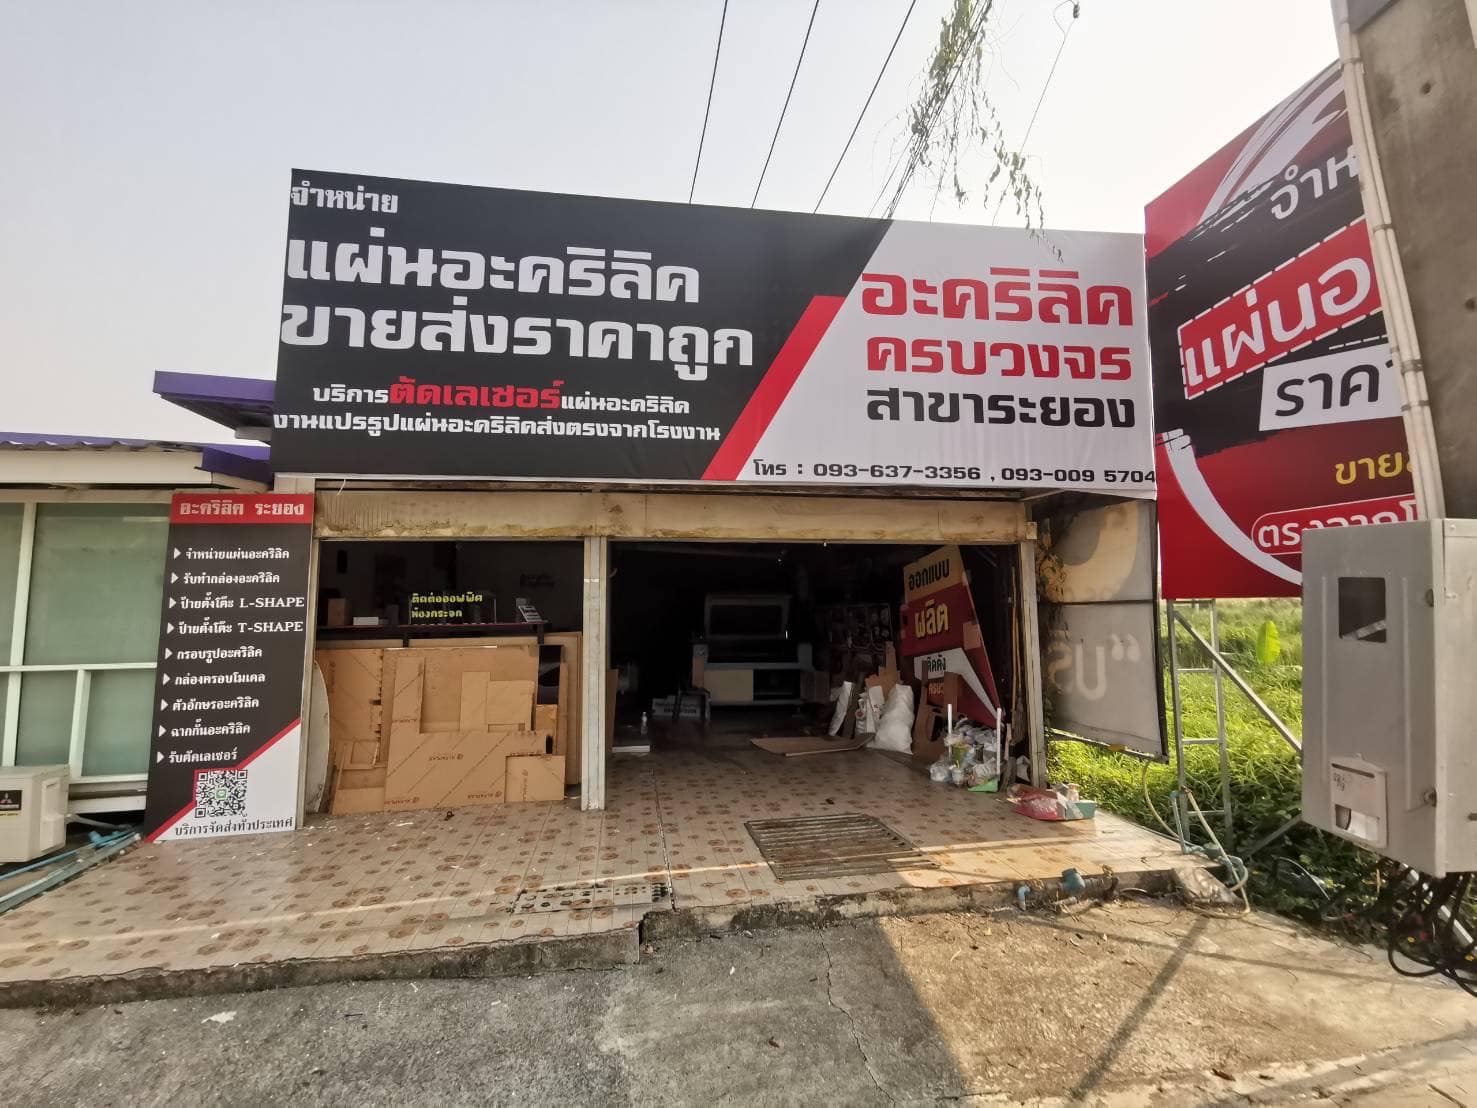 จำหน่าย
แผ่นอะคริลิค
ขายส่งราคาถูก
บริการตัดเลเซอร์แผ่นอะคริลิค
งานแปรรูปแผ่นอะคริลิคส่งตรงจากโรงงาน
อะคริลิค
ครบวงจร
สาขาระยอง
โทร : 093-637-3356 , 093-009 5704
อะคริลิค ระยอง
จำหน่ายแผ่นอะคริลิค
รับทำกล่องอะคริลิค
ป้ายตั้งโต๊ะ L-SHAPE
ป้ายตั้งโต๊ะ T-SHAPE
กรอบรูปอะคริลิค
กล่องครอบโมเดล
ตัวอักษรอะคริลิค
ฉากกั้นอะคริลิค
รับตัดเลเซอร์
บริการจัดส่งทั่วประเทศ
ติดต่อออฟฟิศ
ห้องกระจก
ออกแบบ
ผลิต
ติดตั้ง
จำห
แผ่นอ
ราคา
ขาย